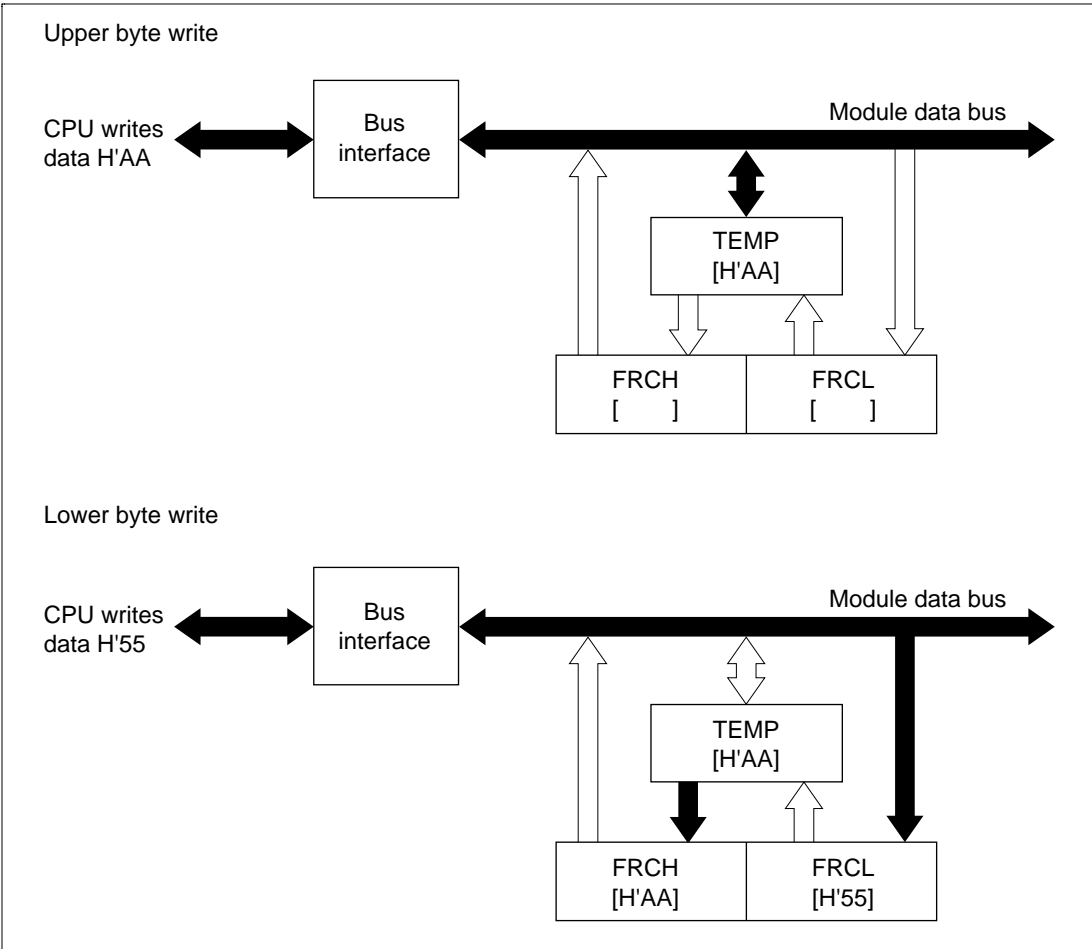 Upper byte write
CPU writes
data H'AA
Bus
interface
Module data bus
TEMP
[H'AA]
FRCH
[ ]
FRCL
[ ]
Lower byte write
CPU writes
data H'55
Bus
interface
Module data bus
TEMP
[H'AA]
FRCH
[H'AA]
FRCL
[H'55]